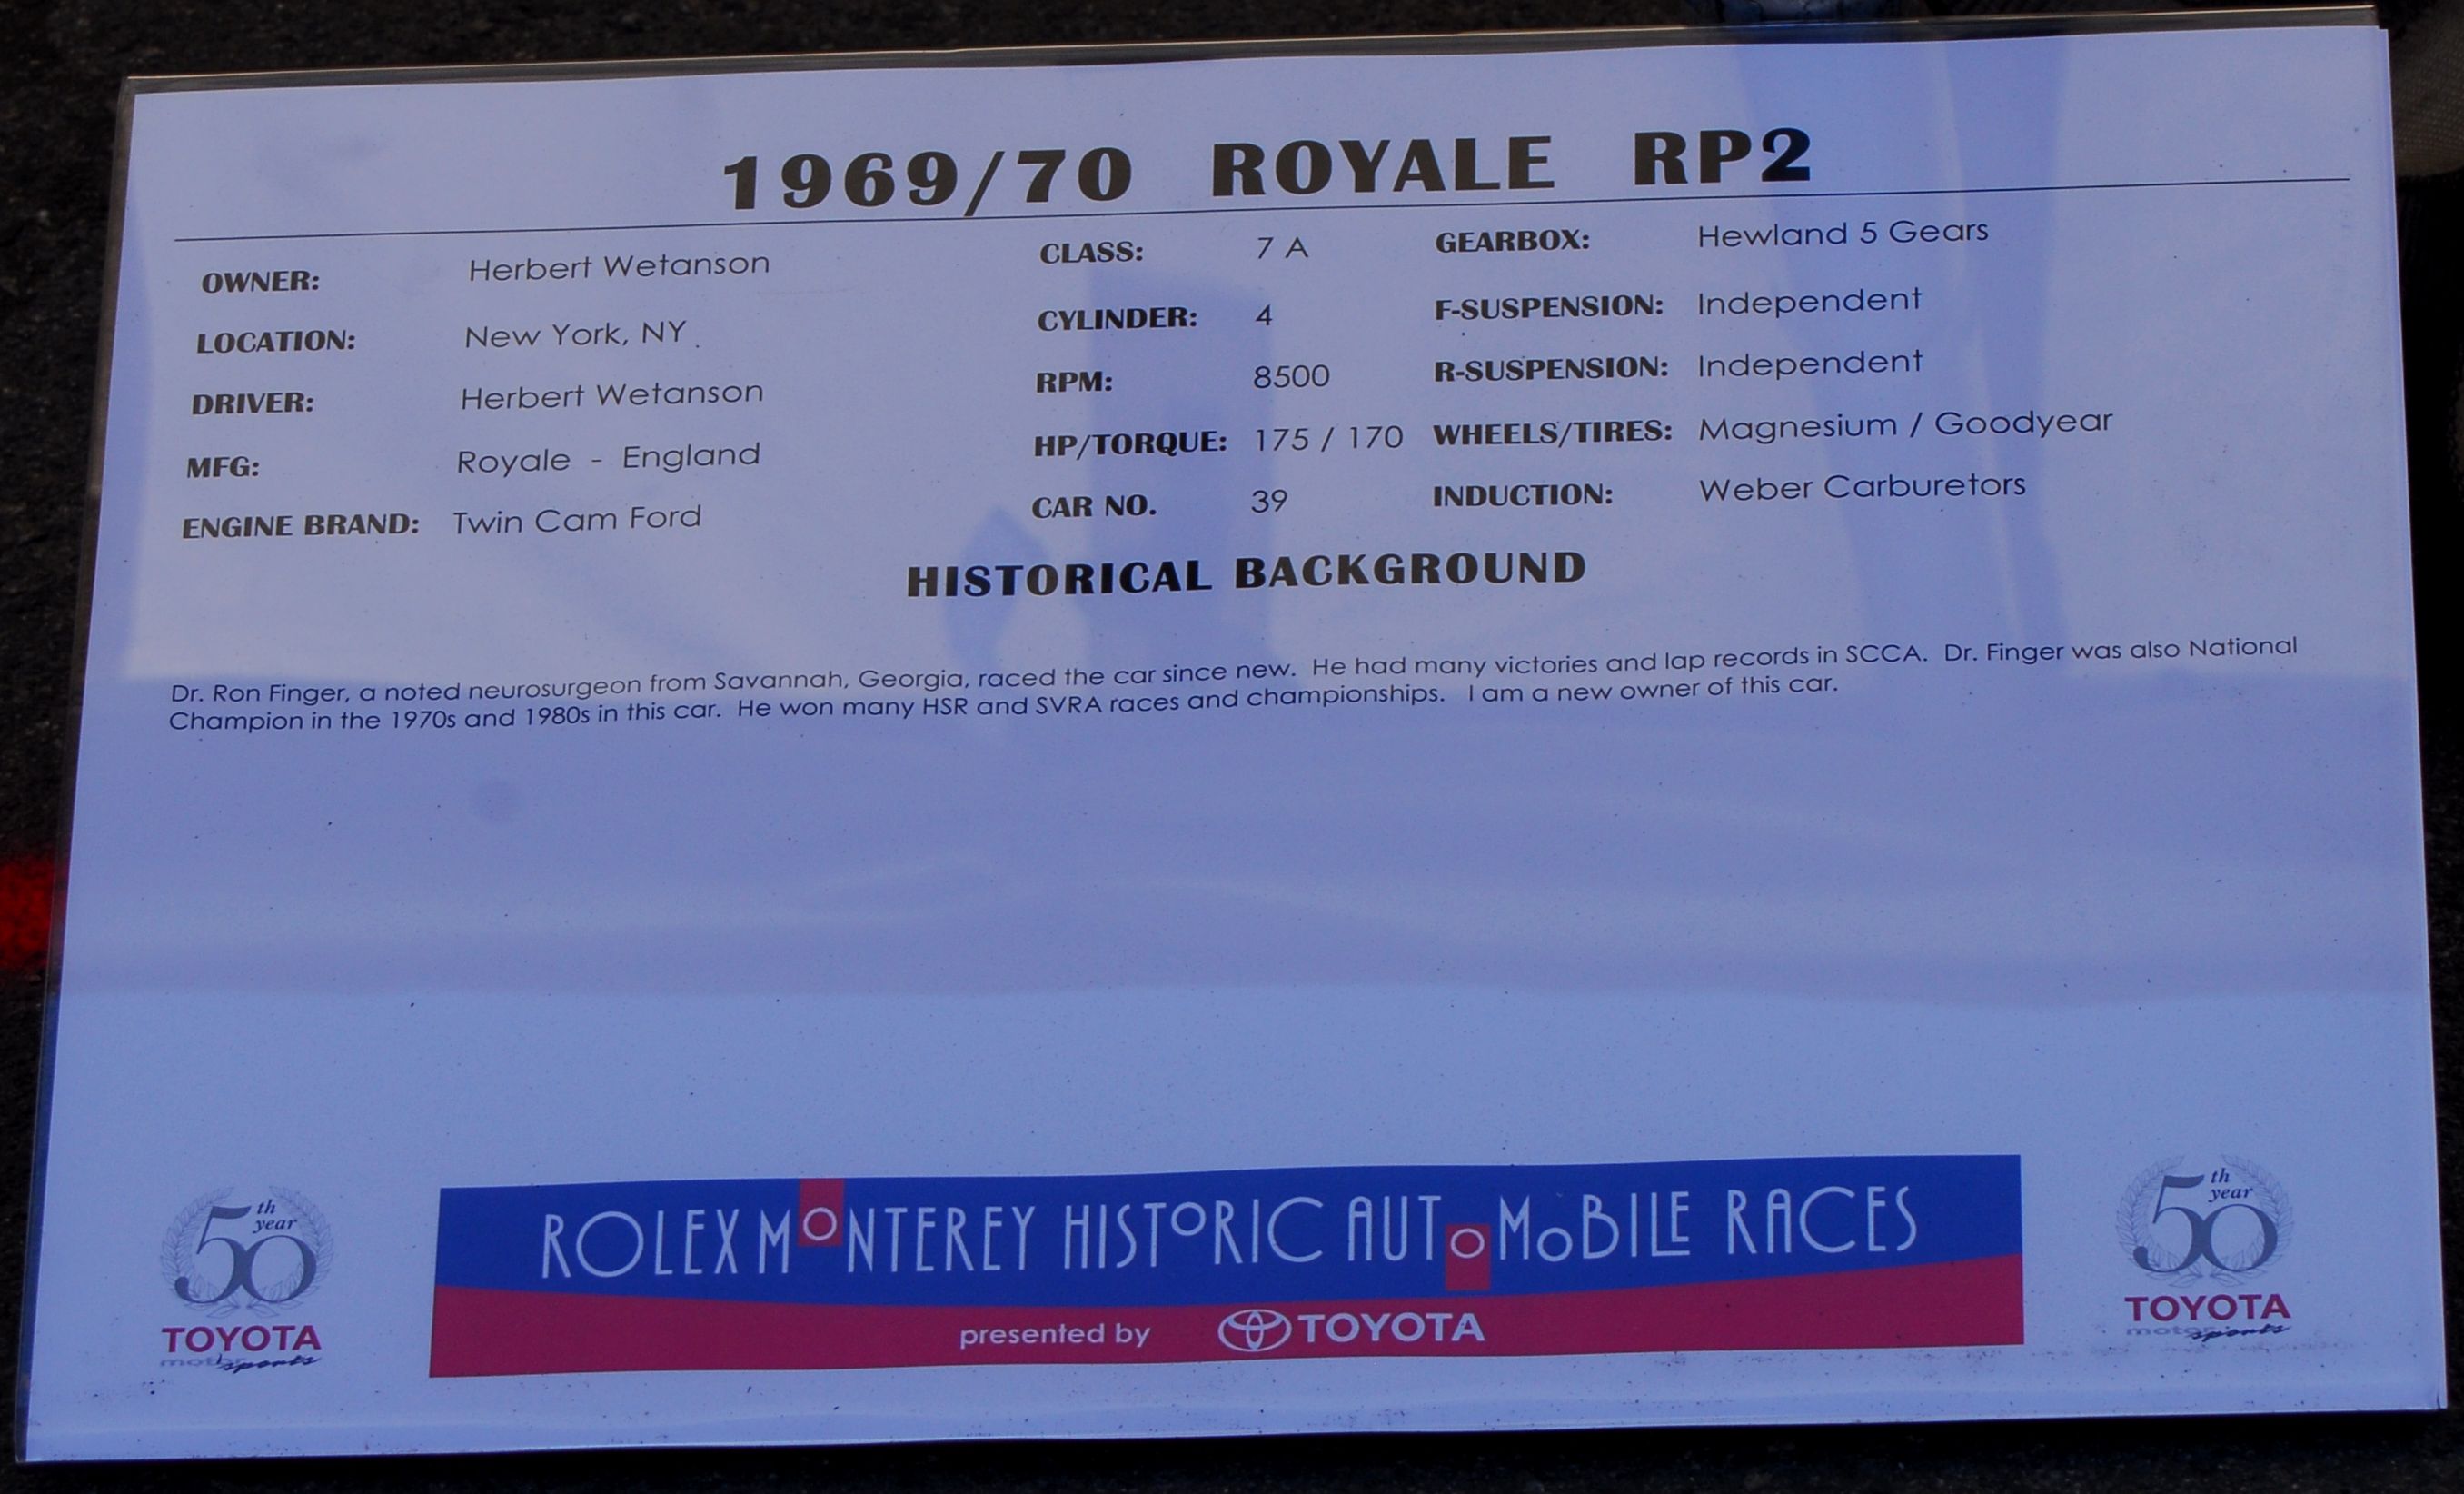 1969/70 ROYALE RP2
OWNER: Herbert Wetanson
LOCATION: New York, NY
DRIVER: Herbert Wetanson
MFG: Royale - England
ENGINE BRAND: Twin Cam Ford
CLASS: 7 A
CYLINDER: 4
RPM: 8500
HP/TORQUE: 175 / 170
CAR NO. 39
GEARBOX: Hewland 5 Gears
F-SUSPENSION: Independent
R-SUSPENSION: Independent
WHEELS/TIRES: Magnesium / Goodyear
INDUCTION: Weber Carburetors
HISTORICAL BACKGROUND
Dr. Ron Finger, a noted neurosurgeon from Savannah, Georgia, raced the car since new. He had many victories and lap records in SCCA. Dr. Finger was also National
Champion in the 1970s and 1980s in this car. He won many HSR and SVRA races and championships. I am a new owner of this car.
50th year
TOYOTA
motorsports
ROLEX MONTEREY HISTORIC AUTOMOBILE RACES
presented by TOYOTA
50th year
TOYOTA
motorsports